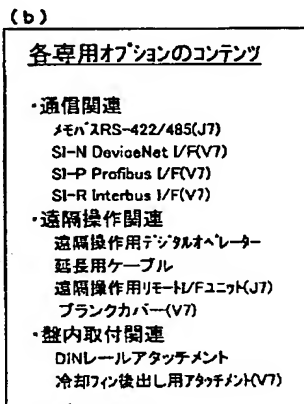 (b)
各専用オプションのコンテンツ
・通信関連
メモバスRS-422/485(J7)
SI-N DeviceNet I/F(V7)
SI-P Profibus I/F(V7)
SI-R Interbus I/F(V7)
・遠隔操作関連
遠隔操作用デジタルオペレーター
延長用ケーブル
遠隔操作用リモートI/Fユニット(J7)
ブランクカバー(V7)
・盤内取付関連
DINレールアタッチメント
冷却フィン後出し用アタッチメント(V7)